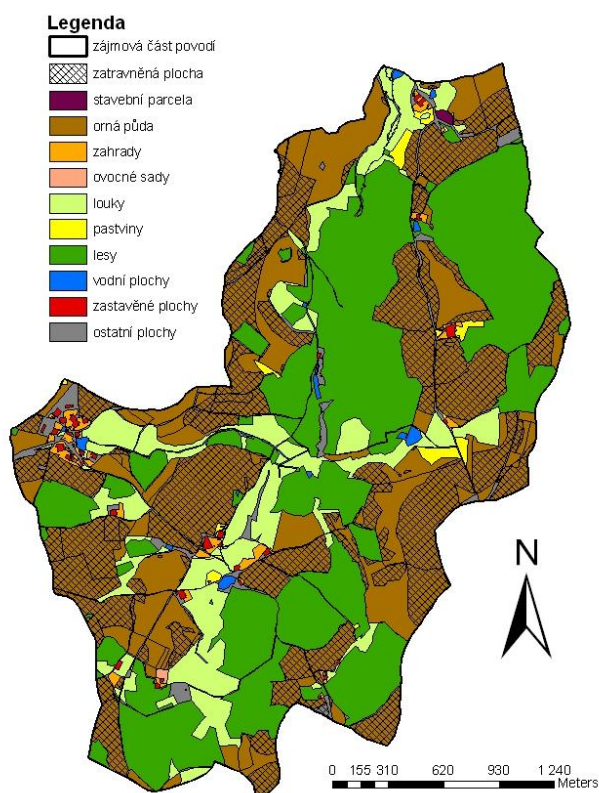 Legenda
zájmová část povodí
zatravněná plocha
stavební parcela
orná půda
zahrady
ovocné sady
louky
pastviny
lesy
vodní plochy
zastavěné plochy
ostatní plochy
N
0 155 310 620 930 1 240
Meters